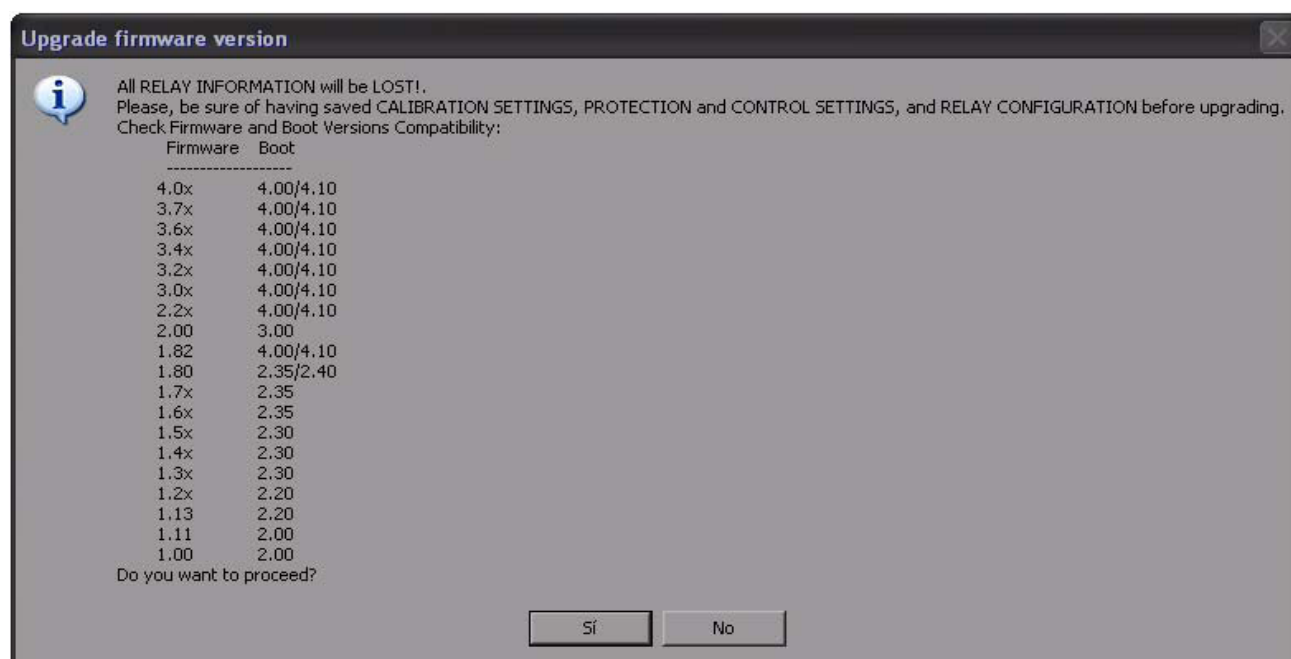 Upgrade firmware version
All RELAY INFORMATION will be LOST!.
Please, be sure of having saved CALIBRATION SETTINGS, PROTECTION and CONTROL SETTINGS, and RELAY CONFIGURATION before upgrading.
Check Firmware and Boot Versions Compatibility:
Firmware Boot
-------------------
4.0x 4.00/4.10
3.7x 4.00/4.10
3.6x 4.00/4.10
3.4x 4.00/4.10
3.2x 4.00/4.10
3.0x 4.00/4.10
2.2x 4.00/4.10
2.00 3.00
1.82 4.00/4.10
1.80 2.35/2.40
1.7x 2.35
1.6x 2.35
1.5x 2.30
1.4x 2.30
1.3x 2.30
1.2x 2.20
1.13 2.20
1.11 2.00
1.00 2.00
Do you want to proceed?
Sí No